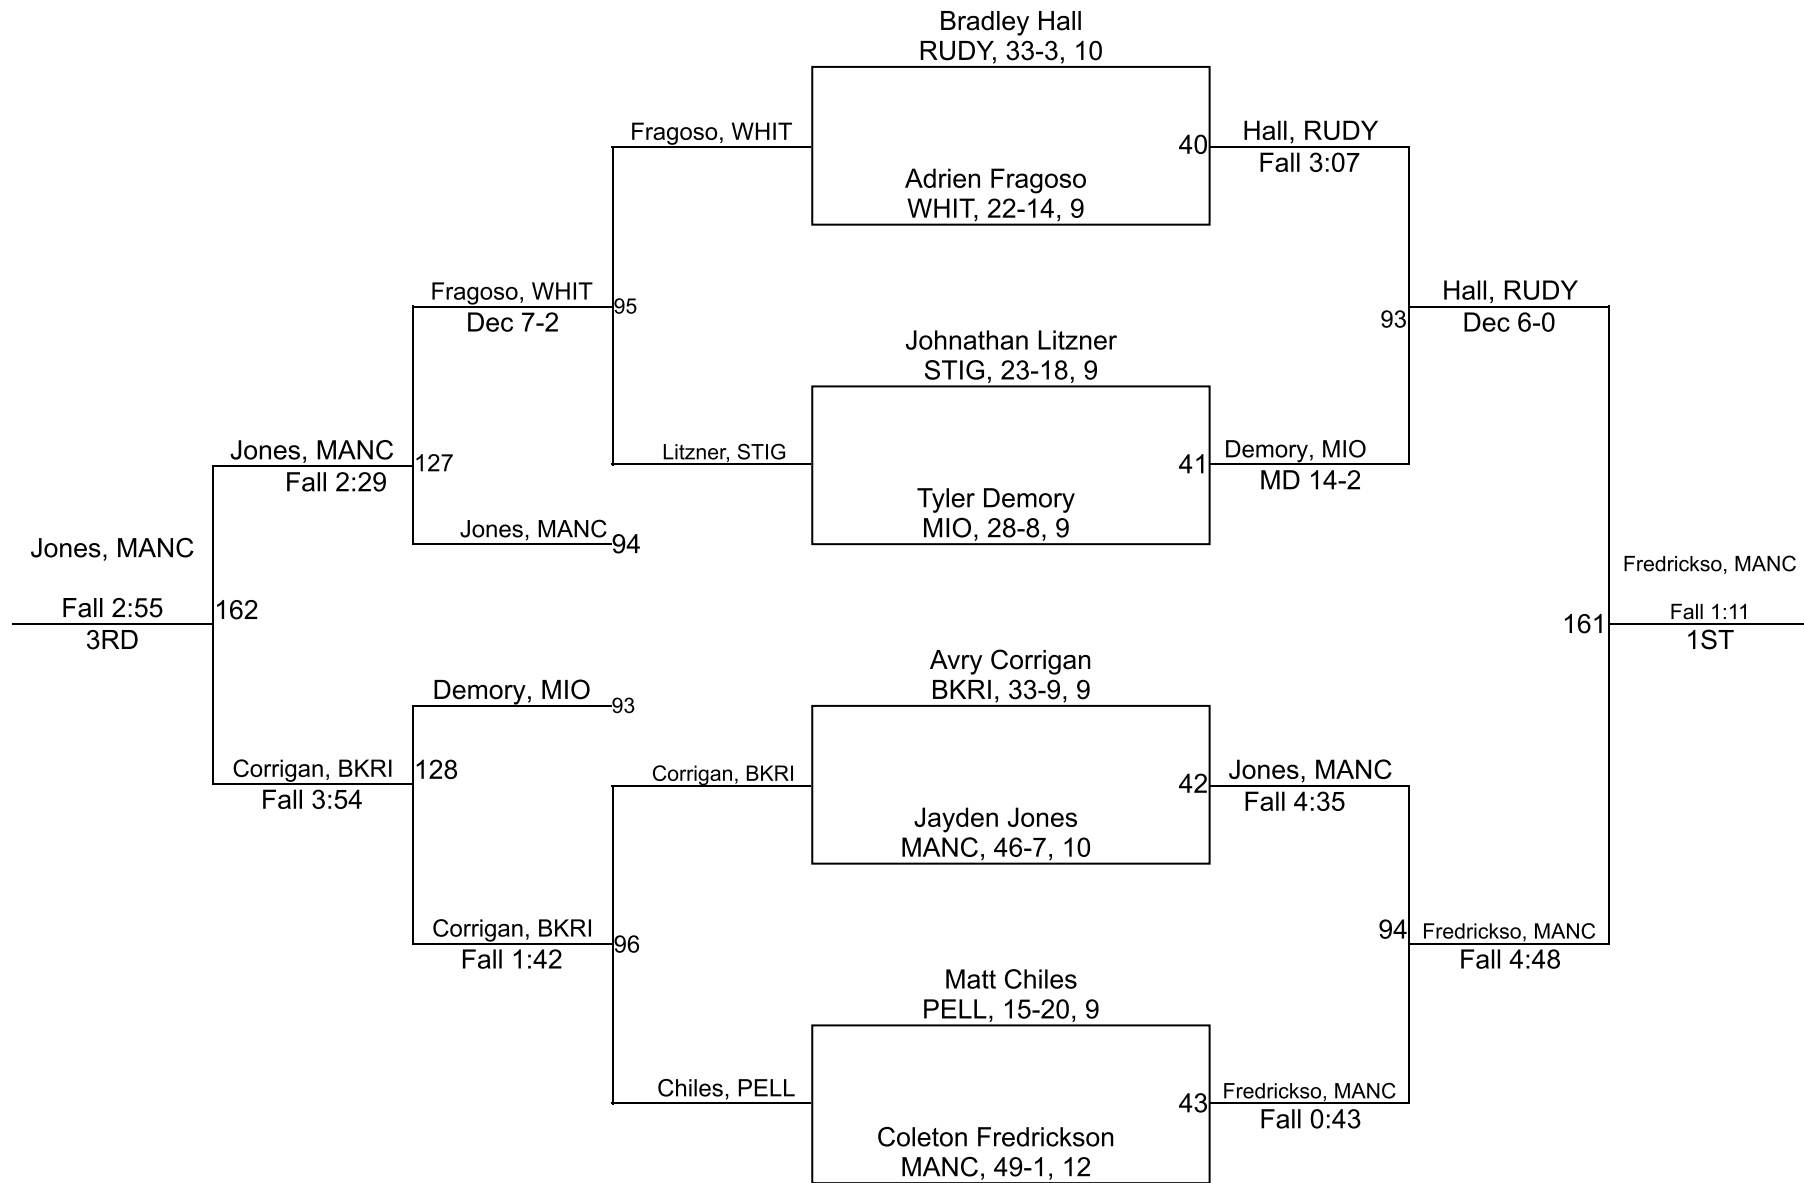 Bradley Hall
RUDY, 33-3, 10
Fragoso, WHIT
40
Hall, RUDY
Fall 3:07
Adrien Fragoso
WHIT, 22-14, 9
Fragoso, WHIT
Dec 7-2
95
Hall, RUDY
Dec 6-0
93
Johnathan Litzner
STIG, 23-18, 9
Jones, MANC
Fall 2:29
127
Litzner, STIG
41
Demory, MIO
MD 14-2
Tyler Demory
MIO, 28-8, 9
Jones, MANC
94
Jones, MANC
Fall 2:55
3RD
162
Fredrickso, MANC
161
Fall 1:11
1ST
Avry Corrigan
BKRI, 33-9, 9
Demory, MIO
93
Corrigan, BKRI
Fall 3:54
128
Corrigan, BKRI
42
Jones, MANC
Fall 4:35
Jayden Jones
MANC, 46-7, 10
Corrigan, BKRI
Fall 1:42
96
94
Fredrickso, MANC
Fall 4:48
Matt Chiles
PELL, 15-20, 9
Chiles, PELL
43
Fredrickso, MANC
Fall 0:43
Coleton Fredrickson
MANC, 49-1, 12